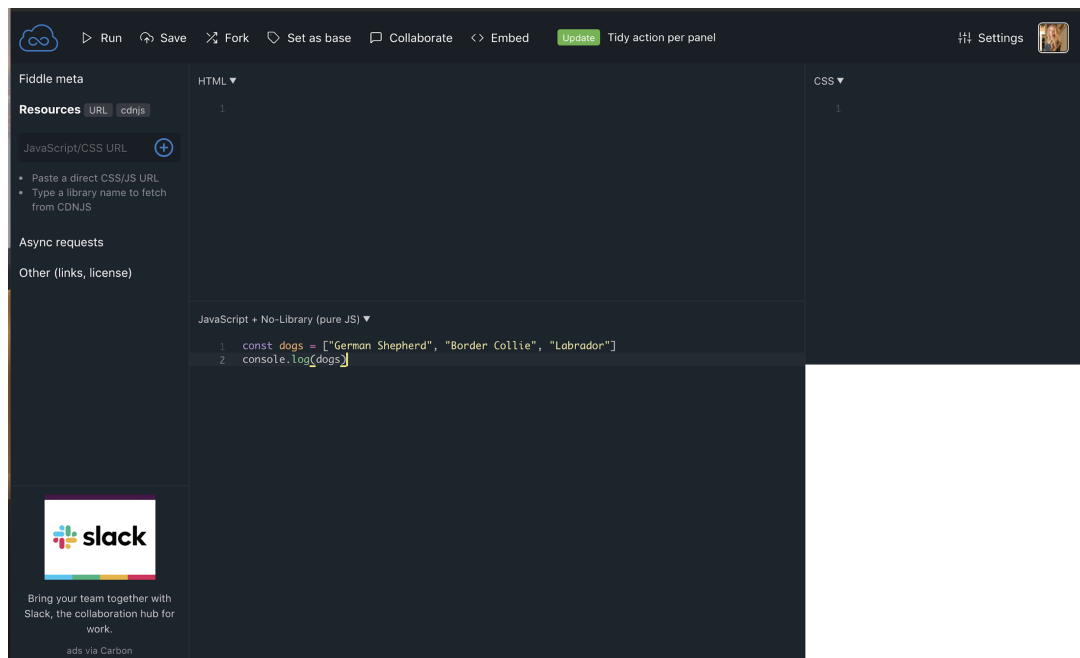 Run Save Fork Set as base Collaborate Embed Update Tidy action per panel Settings
Fiddle meta
Resources URL cdnjs
JavaScript/CSS URL
Paste a direct CSS/JS URL
Type a library name to fetch
from CDNJS
Async requests
Other (links, license)
HTML ▼
1
CSS ▼
1
JavaScript + No-Library (pure JS) ▼
1 const dogs = ["German Shepherd", "Border Collie", "Labrador"]
2 console.log(dogs)
slack
Bring your team together with
Slack, the collaboration hub for
work.
ads via Carbon